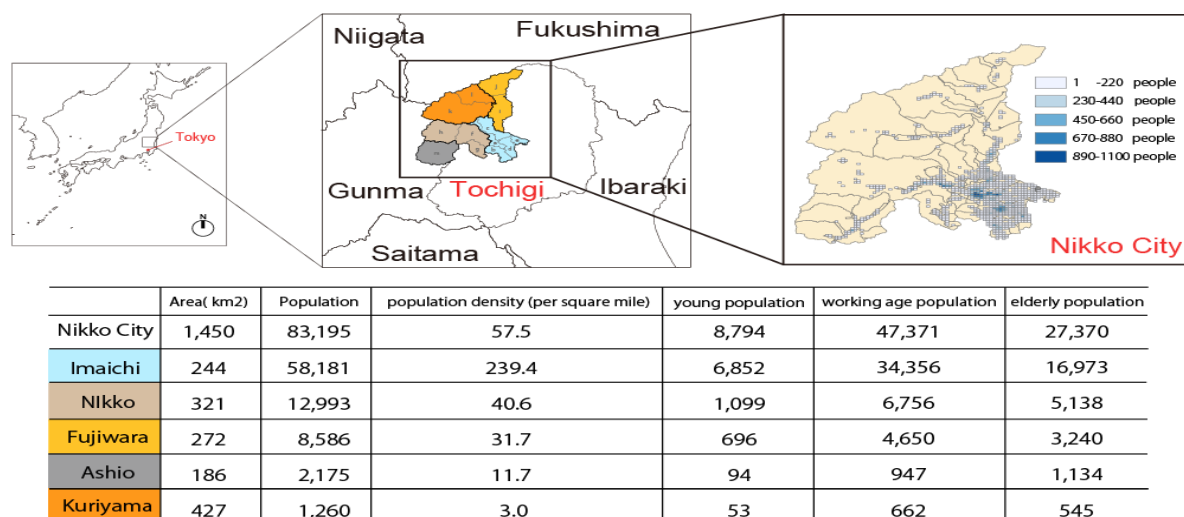 Niigata
Fukushima
Tokyo
Gunma
Tochigi
Ibaraki
Saitama
N
1 -220 people
230-440 people
450-660 people
670-880 people
890-1100 people
Nikko City
Area( km2) Population population density (per square mile) young population working age population elderly population
Nikko City 1,450 83,195 57.5 8,794 47,371 27,370
Imaichi 244 58,181 239.4 6,852 34,356 16,973
NIkko 321 12,993 40.6 1,099 6,756 5,138
Fujiwara 272 8,586 31.7 696 4,650 3,240
Ashio 186 2,175 11.7 94 947 1,134
Kuriyama 427 1,260 3.0 53 662 545